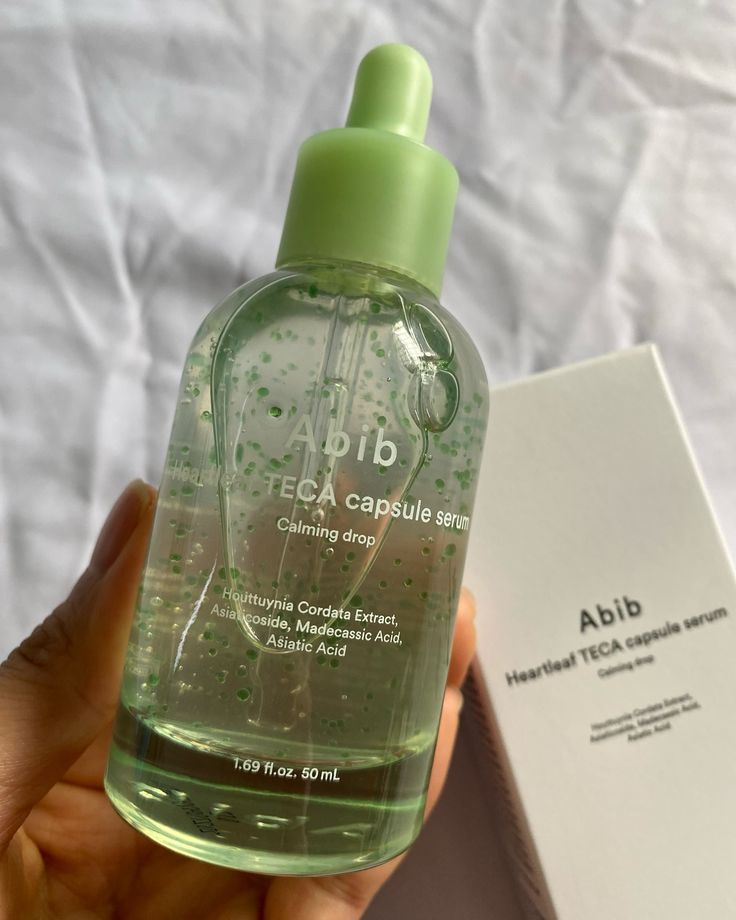 Abib
Heartleaf TECA capsule serum
Calming drop
Houttuynia Cordata Extract,
Asiaticoside, Madecassic Acid,
Asiatic Acid
1.69 fl.oz. 50 mL
Abib
Heartleaf TECA capsule serum
Calming drop
Houttuynia Cordata Extract,
Asiaticoside, Madecassic Acid,
Asiatic Acid